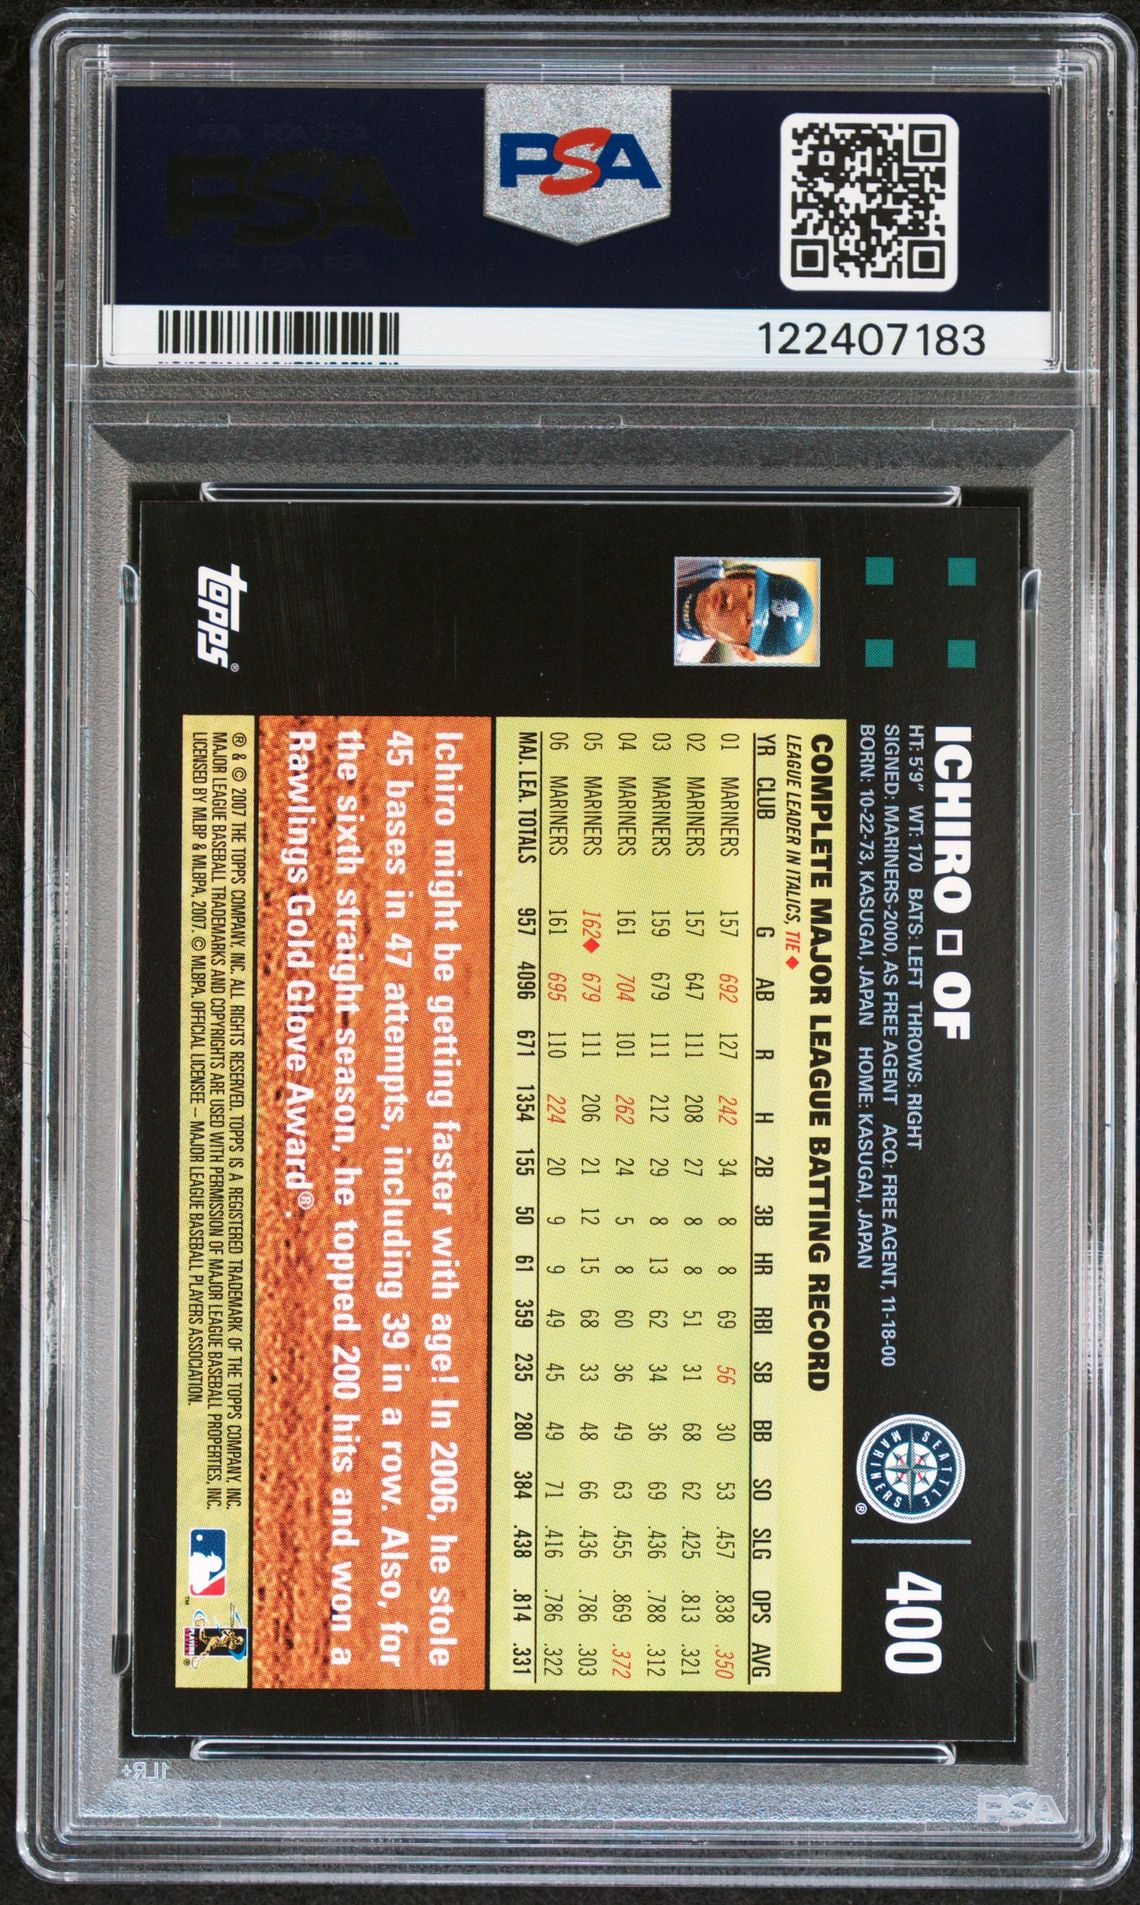 PSA
PSA
122407183
ICHIRO □ OF
HT: 5'9" WT: 170 BATS: LEFT THROWS: RIGHT
SIGNED: MARINERS-2000, AS FREE AGENT ACQ: FREE AGENT, 11-18-00
BORN: 10-22-73, KASUGAI, JAPAN HOME: KASUGAI, JAPAN
SEATTLE MARINERS ®
400
COMPLETE MAJOR LEAGUE BATTING RECORD
LEAGUE LEADER IN ITALICS, TIE ♦
YR CLUB G AB R H 2B 3B HR RBI SB BB SO SLG OPS AVG
01 MARINERS 157 692 127 242 34 8 8 69 56 30 53 .457 .838 .350
02 MARINERS 157 647 111 208 27 8 8 51 31 68 62 .425 .813 .321
03 MARINERS 159 679 111 212 29 8 13 62 34 36 69 .436 .788 .312
04 MARINERS 161 704 101 262 24 5 8 60 36 49 63 .455 .869 .372
05 MARINERS 162♦ 679 111 206 21 12 15 68 33 48 66 .436 .786 .303
06 MARINERS 161 695 110 224 20 9 9 49 45 49 71 .416 .786 .322
MAJ. LEA. TOTALS 957 4096 671 1354 155 50 61 359 235 280 384 .438 .814 .331
Ichiro might be getting faster with age! In 2006, he stole
45 bases in 47 attempts, including 39 in a row. Also, for
the sixth straight season, he topped 200 hits and won a
Rawlings Gold Glove Award®.
topps®
® & © 2007 THE TOPPS COMPANY, INC. ALL RIGHTS RESERVED. TOPPS IS A REGISTERED TRADEMARK OF THE TOPPS COMPANY, INC.
MAJOR LEAGUE BASEBALL TRADEMARKS AND COPYRIGHTS ARE USED WITH PERMISSION OF MAJOR LEAGUE BASEBALL PROPERTIES, INC.
LICENSED BY MLBP & MLBPA, 2007. © MLBPA. OFFICIAL LICENSEE – MAJOR LEAGUE BASEBALL PLAYERS ASSOCIATION.
1LR+
PSA